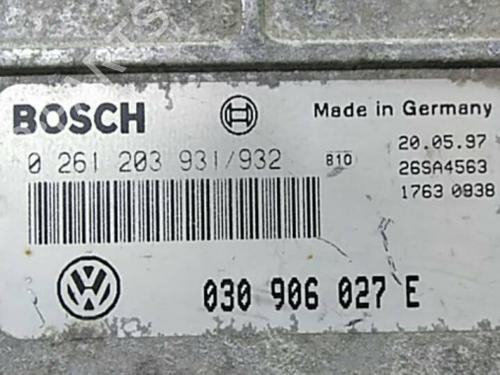 BOSCH
Made in Germany
0 261 203 931/932
810
20.05.97
26SA4563
1763 0938
030 906 027 E